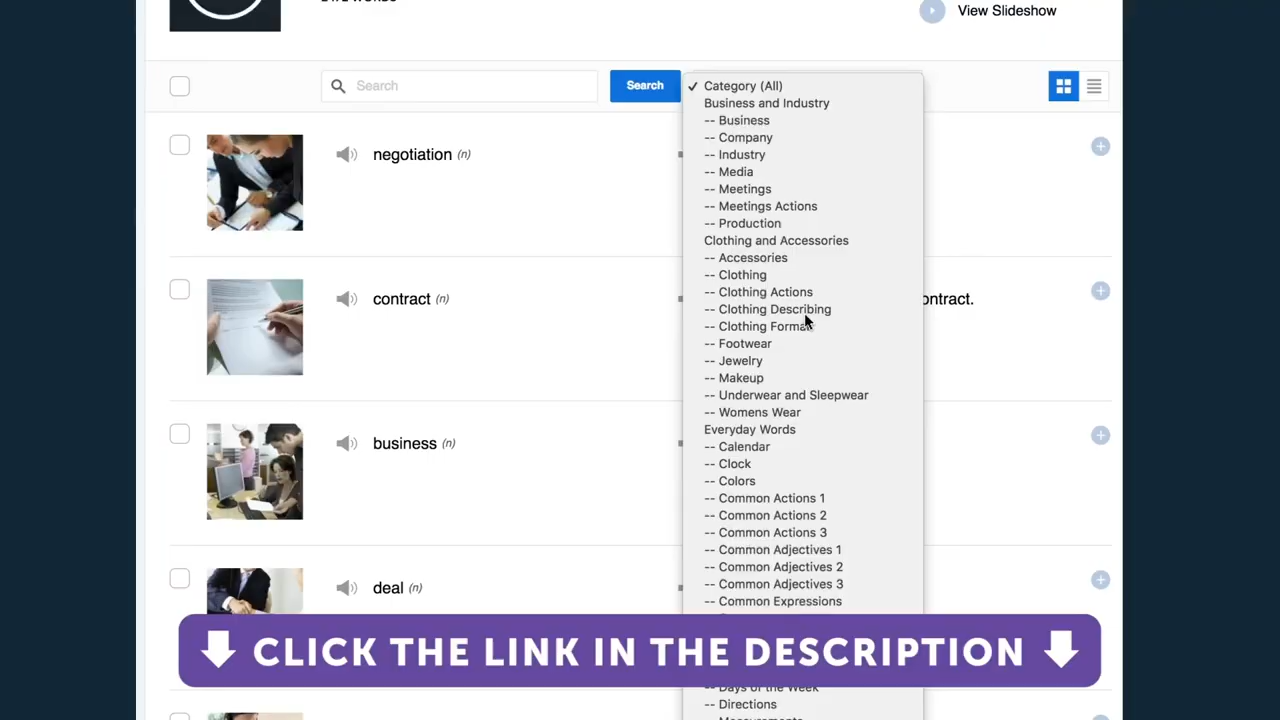 View Slideshow
Search
Search
Category (All)
Business and Industry
-- Business
-- Company
-- Industry
-- Media
-- Meetings
-- Meetings Actions
-- Production
Clothing and Accessories
-- Accessories
-- Clothing
-- Clothing Actions
-- Clothing Describing
-- Clothing Formal
-- Footwear
-- Jewelry
-- Makeup
-- Underwear and Sleepwear
-- Womens Wear
Everyday Words
-- Calendar
-- Clock
-- Colors
-- Common Actions 1
-- Common Actions 2
-- Common Actions 3
-- Common Adjectives 1
-- Common Adjectives 2
-- Common Adjectives 3
-- Common Expressions
-- Days of the Week
-- Directions
negotiation (n)
contract (n)
ontract.
business (n)
deal (n)
CLICK THE LINK IN THE DESCRIPTION